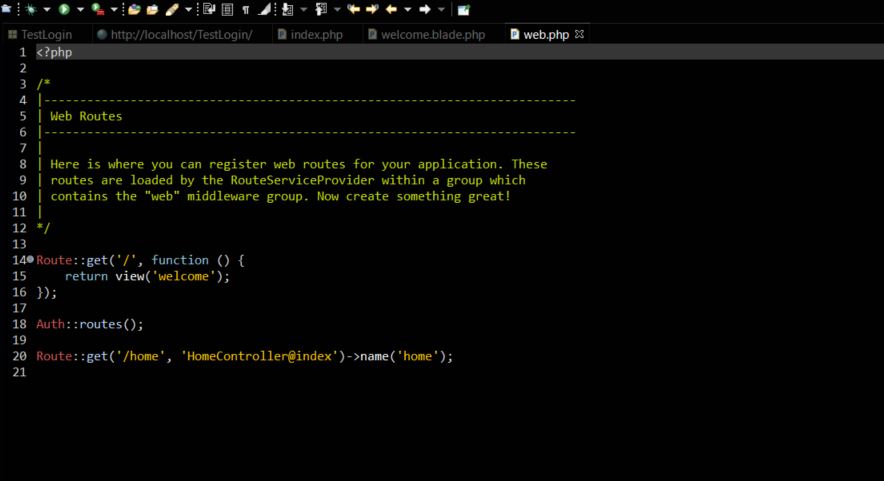 TestLogin http://localhost/TestLogin/ index.php welcome.blade.php web.php
1 <?php
2
3 /*
4 |--------------------------------------------------------------------------
5 | Web Routes
6 |--------------------------------------------------------------------------
7 |
8 | Here is where you can register web routes for your application. These
9 | routes are loaded by the RouteServiceProvider within a group which
10 | contains the "web" middleware group. Now create something great!
11 |
12 */
13
14 Route::get('/', function () {
15     return view('welcome');
16 });
17
18 Auth::routes();
19
20 Route::get('/home', 'HomeController@index')->name('home');
21